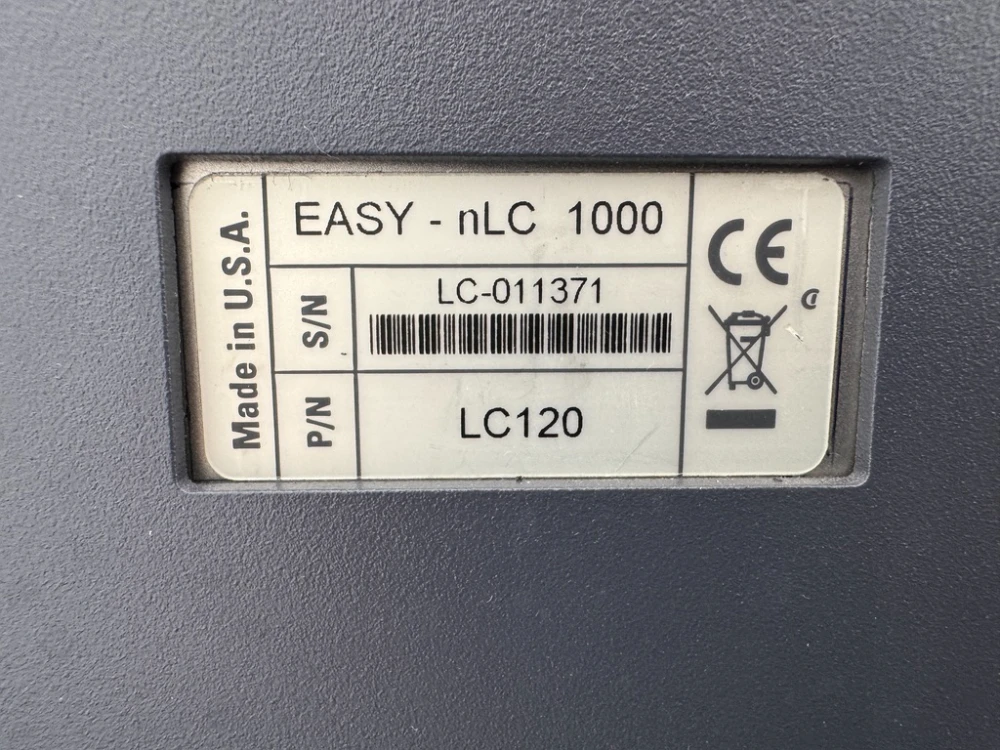 Made in U.S.A.
EASY - nLC 1000
S/N
LC-011371
P/N
LC120
CE